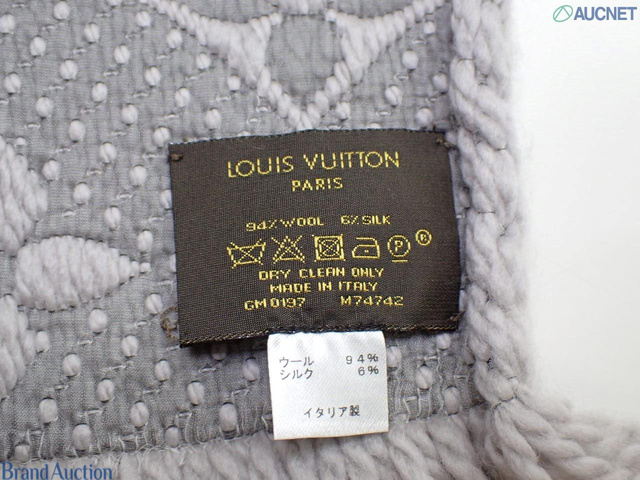 AUCNET
LOUIS VUITTON
PARIS
94% WOOL 6% SILK
P ®
DRY CLEAN ONLY
MADE IN ITALY
GM0197 M74742
ウール 94%
シルク 6%
イタリア製
Brand Auction